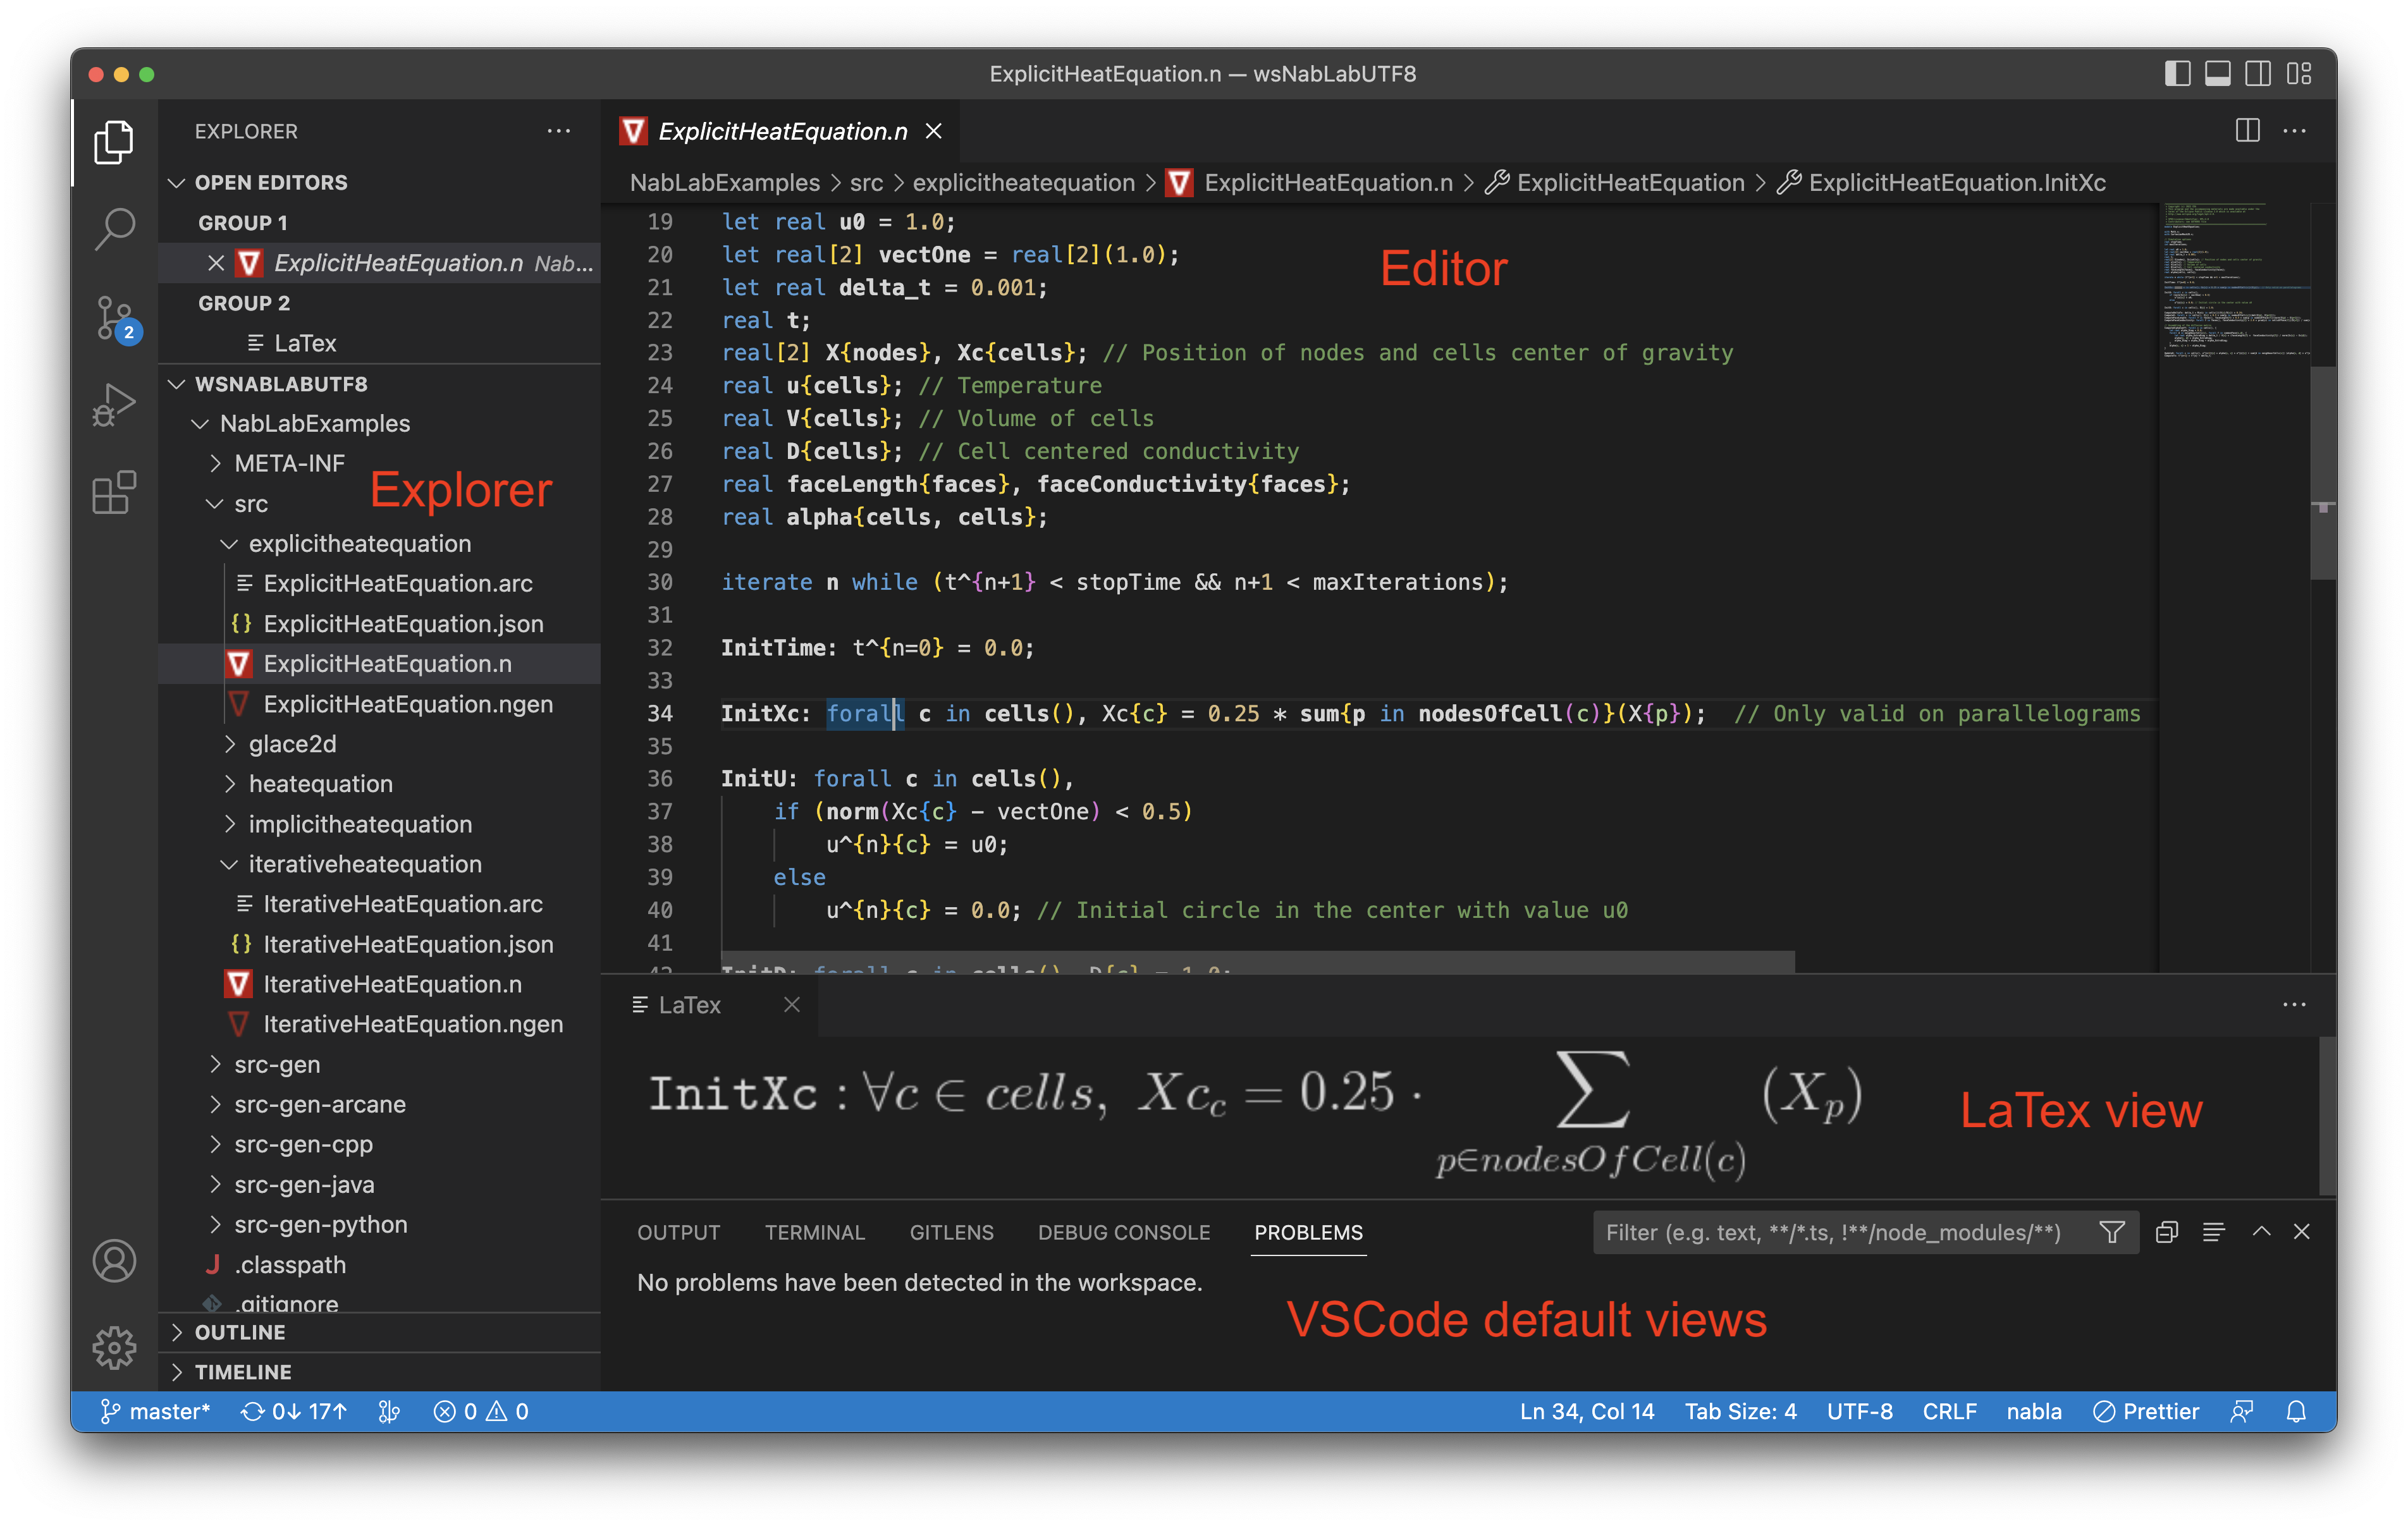 ExplicitHeatEquation.n — wsNabLabUTF8
EXPLORER
OPEN EDITORS
GROUP 1
ExplicitHeatEquation.n Nab...
GROUP 2
LaTex
WSNABLABUTF8
NabLabExamples
META-INF
src
explicitheatequation
ExplicitHeatEquation.arc
ExplicitHeatEquation.json
ExplicitHeatEquation.n
ExplicitHeatEquation.ngen
glace2d
heatequation
implicitheatequation
iterativeheatequation
IterativeHeatEquation.arc
IterativeHeatEquation.json
IterativeHeatEquation.n
IterativeHeatEquation.ngen
src-gen
src-gen-arcane
src-gen-cpp
src-gen-java
src-gen-python
.classpath
.gitignore
OUTLINE
TIMELINE
Explorer
2
ExplicitHeatEquation.n
NabLabExamples > src > explicitheatequation > ExplicitHeatEquation.n > ExplicitHeatEquation > ExplicitHeatEquation.InitXc
19 let real u0 = 1.0;
20 let real[2] vectOne = real[2](1.0);
21 let real delta_t = 0.001;
22 real t;
23 real[2] X{nodes}, Xc{cells}; // Position of nodes and cells center of gravity
24 real u{cells}; // Temperature
25 real V{cells}; // Volume of cells
26 real D{cells}; // Cell centered conductivity
27 real faceLength{faces}, faceConductivity{faces};
28 real alpha{cells, cells};
29
30 iterate n while (t^{n+1} < stopTime && n+1 < maxIterations);
31
32 InitTime: t^{n=0} = 0.0;
33
34 InitXc: forall c in cells(), Xc{c} = 0.25 * sum{p in nodesOfCell(c)}(X{p}); // Only valid on parallelograms
35
36 InitU: forall c in cells(),
37 if (norm(Xc{c} - vectOne) < 0.5)
38 u^{n}{c} = u0;
39 else
40 u^{n}{c} = 0.0; // Initial circle in the center with value u0
41
42 InitD: forall c in cells(), D{c} = 1.0;
Editor
LaTex
InitXc : ∀c ∈ cells, Xc_c = 0.25 · ∑_{p∈nodesOfCell(c)} (X_p)
LaTex view
OUTPUT TERMINAL GITLENS DEBUG CONSOLE PROBLEMS
Filter (e.g. text, **/*.ts, !**/node_modules/**)
No problems have been detected in the workspace.
VSCode default views
master* 0↓ 17↑ 0 0
Ln 34, Col 14 Tab Size: 4 UTF-8 CRLF nabla Prettier